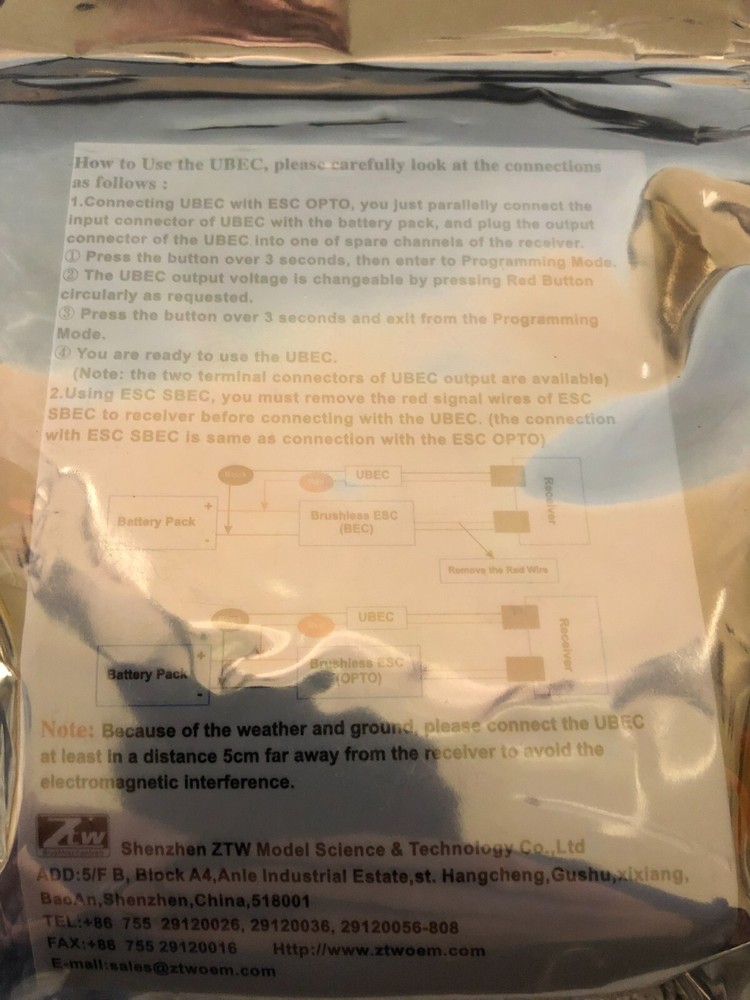 How to Use the UBEC, please carefully look at the connections
as follows :
1.Connecting UBEC with ESC OPTO, you just parallelly connect the
input connector of UBEC with the battery pack, and plug the output
connector of the UBEC into one of spare channels of the receiver.
① Press the button over 3 seconds, then enter to Programming Mode.
② The UBEC output voltage is changeable by pressing Red Button
circularly as requested.
③ Press the button over 3 seconds and exit from the Programming
Mode.
④ You are ready to use the UBEC.
(Note: the two terminal connectors of UBEC output are available)
2.Using ESC SBEC, you must remove the red signal wires of ESC
SBEC to receiver before connecting with the UBEC. (the connection
with ESC SBEC is same as connection with the ESC OPTO)
UBEC
Receiver
+
Battery Pack
-
Brushless ESC
(BEC)
Remove the Red Wire
UBEC
Receiver
+
Battery Pack
-
Brushless ESC
(OPTO)
Note: Because of the weather and ground, please connect the UBEC
at least in a distance 5cm far away from the receiver to avoid the
electromagnetic interference.
ZTW
Shenzhen ZTW Model Science & Technology Co.,Ltd
ADD:5/F B, Block A4,Anle Industrial Estate,st. Hangcheng,Gushu,xixiang,
BaoAn,Shenzhen,China,518001
TEL:+86 755 29120026, 29120036, 29120056-808
FAX:+86 755 29120016 Http://www.ztwoem.com
E-mail:sales@ztwoem.com